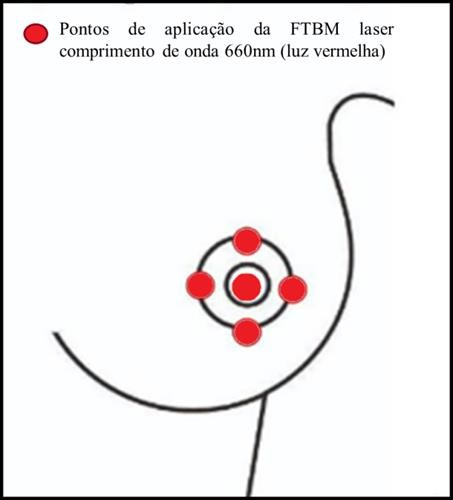 Pontos de aplicação da FTBM laser
comprimento de onda 660nm (luz vermelha)